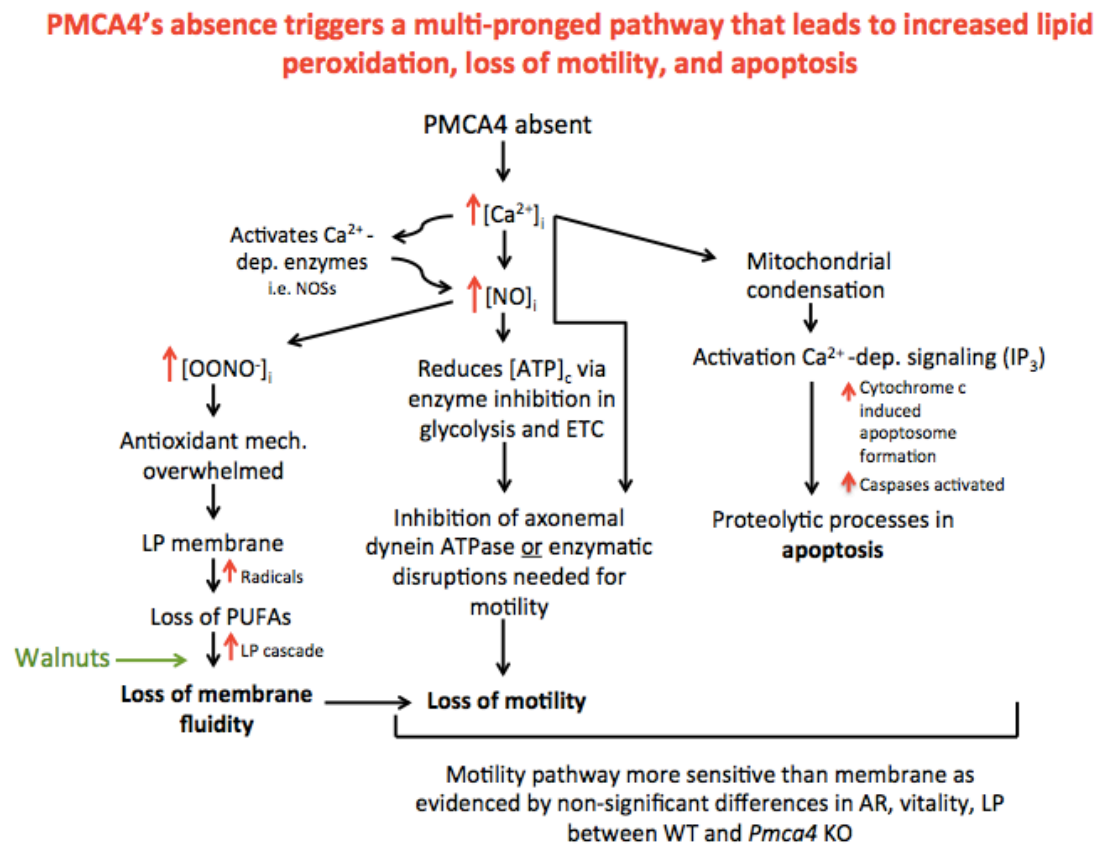 PMCA4's absence triggers a multi-pronged pathway that leads to increased lipid
peroxidation, loss of motility, and apoptosis
PMCA4 absent
[Ca²⁺]ᵢ
Activates Ca²⁺-
dep. enzymes
i.e. NOSs
[NO]ᵢ
Mitochondrial
condensation
[OONO⁻]ᵢ
Reduces [ATP]c via
enzyme inhibition in
glycolysis and ETC
Activation Ca²⁺-dep. signaling (IP₃)
Cytochrome c
induced
apoptosome
formation
Caspases activated
Antioxidant mech.
overwhelmed
Inhibition of axonemal
dynein ATPase or enzymatic
disruptions needed for
motility
Proteolytic processes in
apoptosis
LP membrane
Radicals
Loss of PUFAs
LP cascade
Walnuts
Loss of membrane
fluidity
Loss of motility
Motility pathway more sensitive than membrane as
evidenced by non-significant differences in AR, vitality, LP
between WT and Pmca4 KO